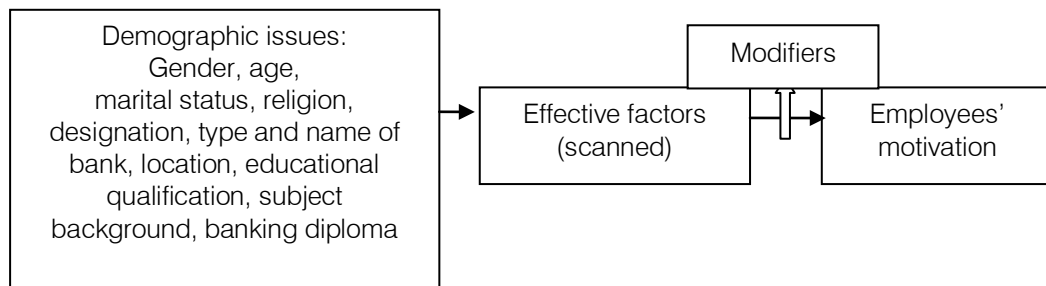 Demographic issues:
Gender, age,
marital status, religion,
designation, type and name of
bank, location, educational
qualification, subject
background, banking diploma
Modifiers
Effective factors
(scanned)
Employees’
motivation